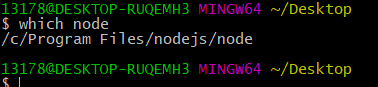 13178@DESKTOP-RUQEMH3 MINGW64 ~/Desktop
$ which node
/c/Program Files/nodejs/node
13178@DESKTOP-RUQEMH3 MINGW64 ~/Desktop
$